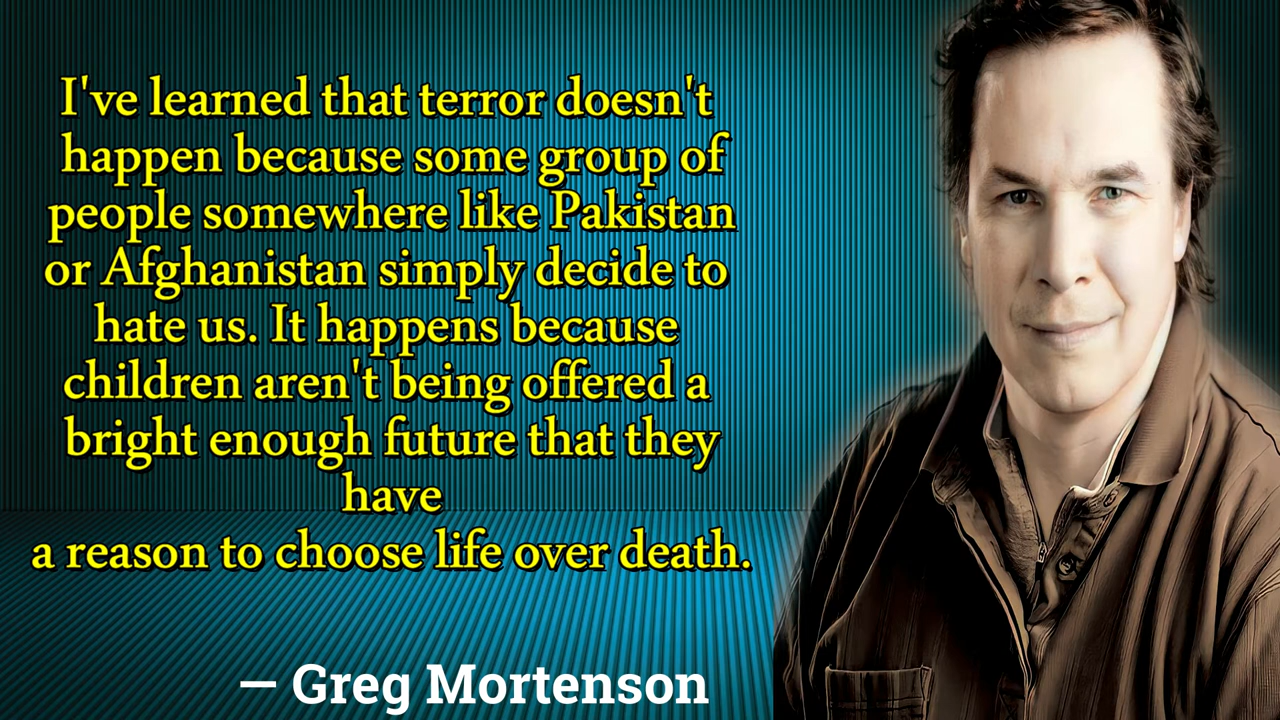 I've learned that terror doesn't
happen because some group of
people somewhere like Pakistan
or Afghanistan simply decide to
hate us. It happens because
children aren't being offered a
bright enough future that they
have
a reason to choose life over death.
— Greg Mortenson